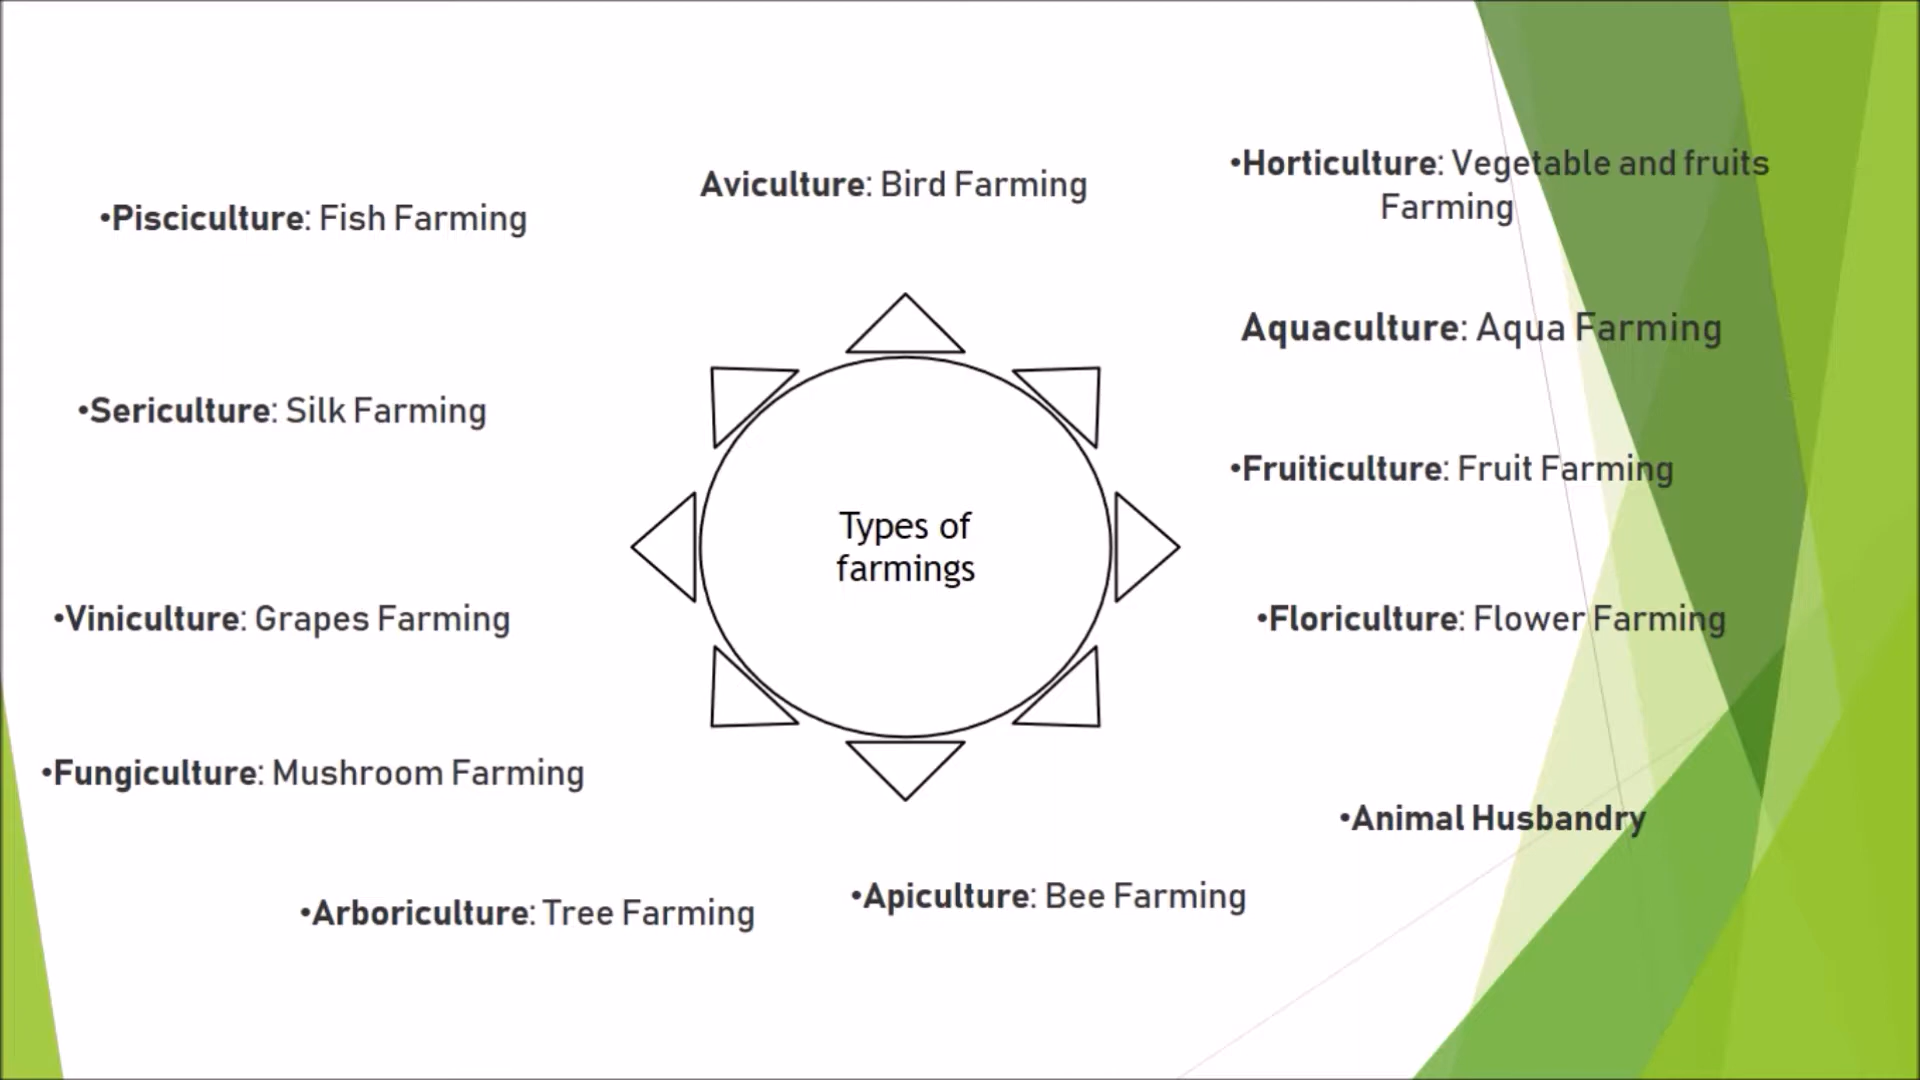 Aviculture: Bird Farming
•Horticulture: Vegetable and fruits
Farming
•Pisciculture: Fish Farming
Aquaculture: Aqua Farming
•Sericulture: Silk Farming
•Fruiticulture: Fruit Farming
Types of
farmings
•Viniculture: Grapes Farming
•Floriculture: Flower Farming
•Fungiculture: Mushroom Farming
•Animal Husbandry
•Arboriculture: Tree Farming
•Apiculture: Bee Farming